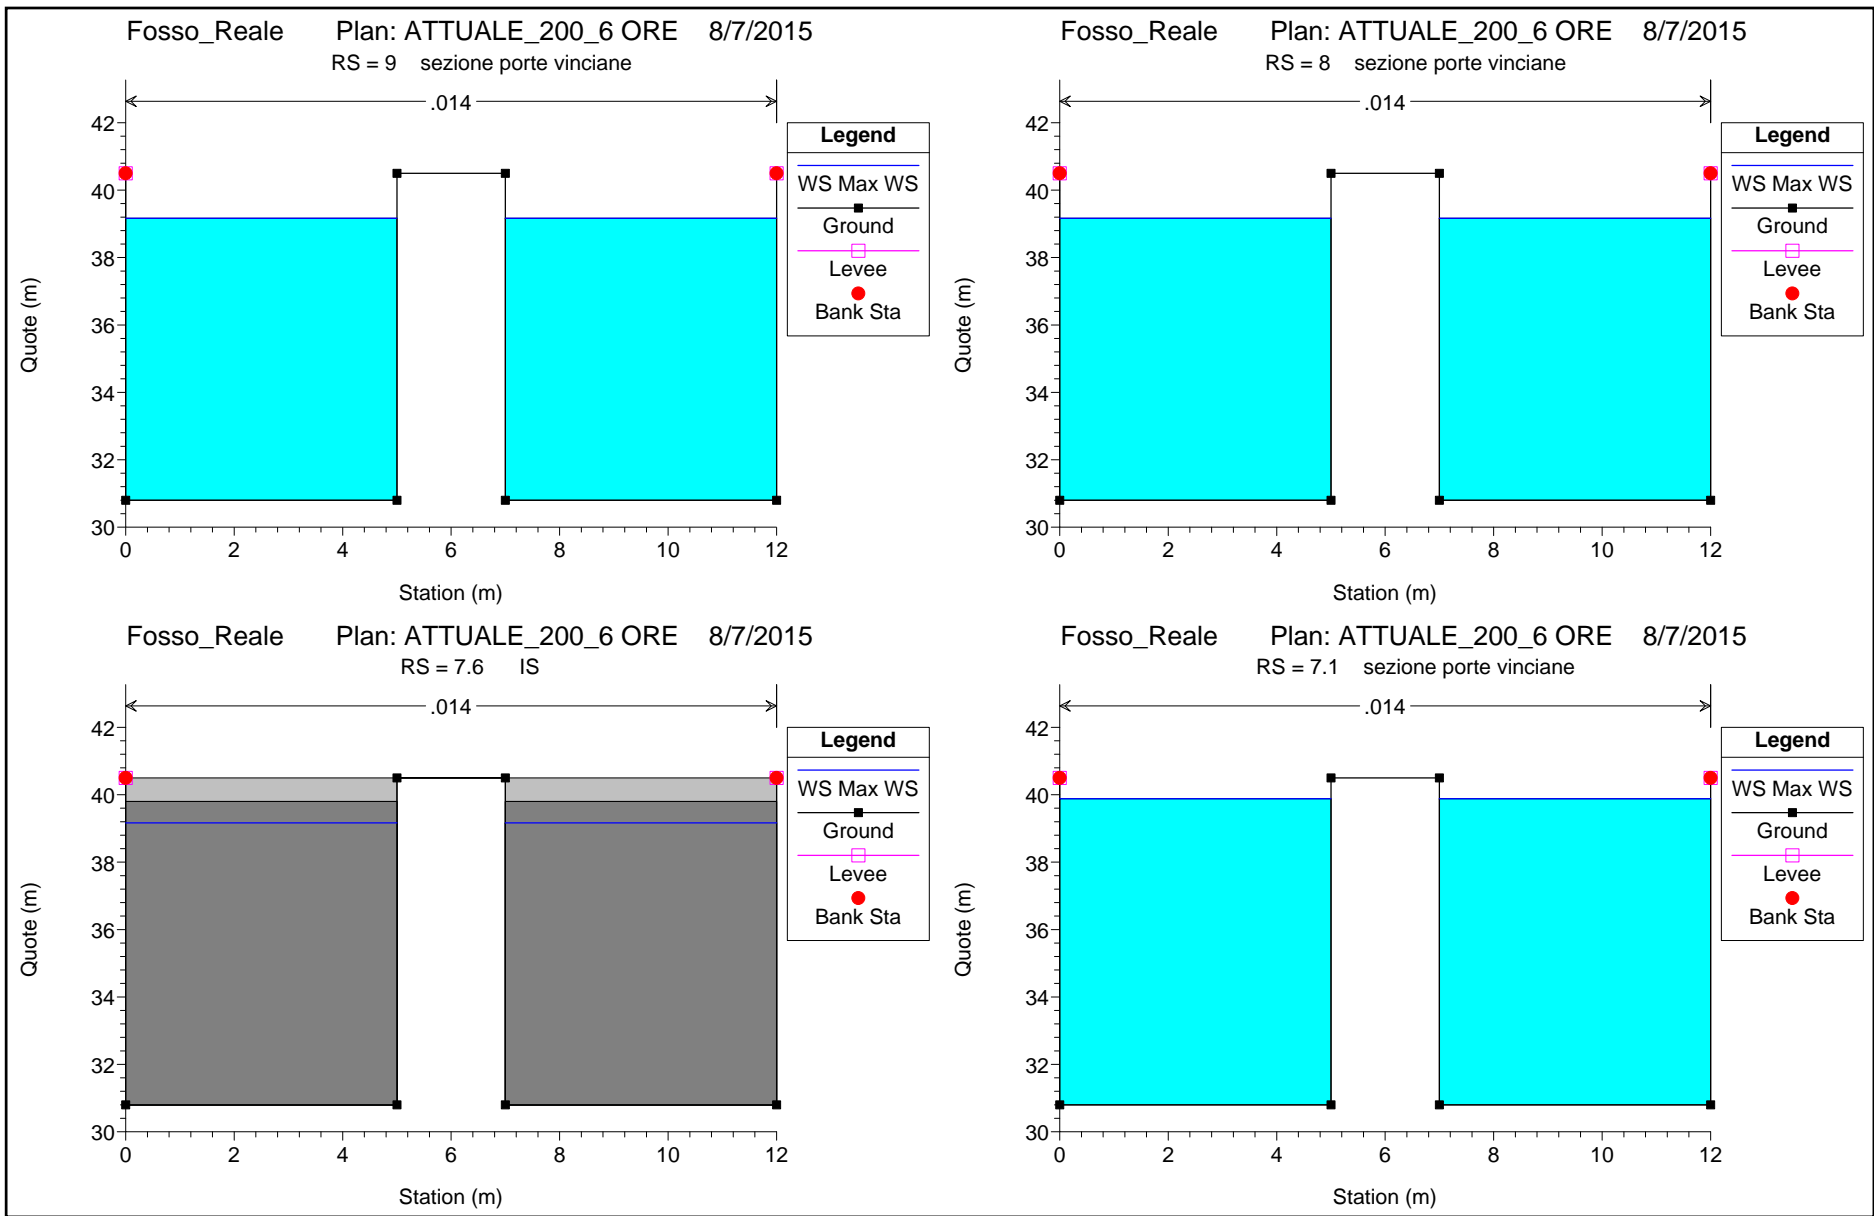 Fosso_Reale Plan: ATTUALE_200_6 ORE 8/7/2015
RS = 9 sezione porte vinciane
.014
42
40
38
36
34
32
30
Quote (m)
0 2 4 6 8 10 12
Station (m)
Legend
WS Max WS
Ground
Levee
Bank Sta
Fosso_Reale Plan: ATTUALE_200_6 ORE 8/7/2015
RS = 8 sezione porte vinciane
.014
42
40
38
36
34
32
30
Quote (m)
0 2 4 6 8 10 12
Station (m)
Legend
WS Max WS
Ground
Levee
Bank Sta
Fosso_Reale Plan: ATTUALE_200_6 ORE 8/7/2015
RS = 7.6 IS
.014
42
40
38
36
34
32
30
Quote (m)
0 2 4 6 8 10 12
Station (m)
Legend
WS Max WS
Ground
Levee
Bank Sta
Fosso_Reale Plan: ATTUALE_200_6 ORE 8/7/2015
RS = 7.1 sezione porte vinciane
.014
42
40
38
36
34
32
30
Quote (m)
0 2 4 6 8 10 12
Station (m)
Legend
WS Max WS
Ground
Levee
Bank Sta